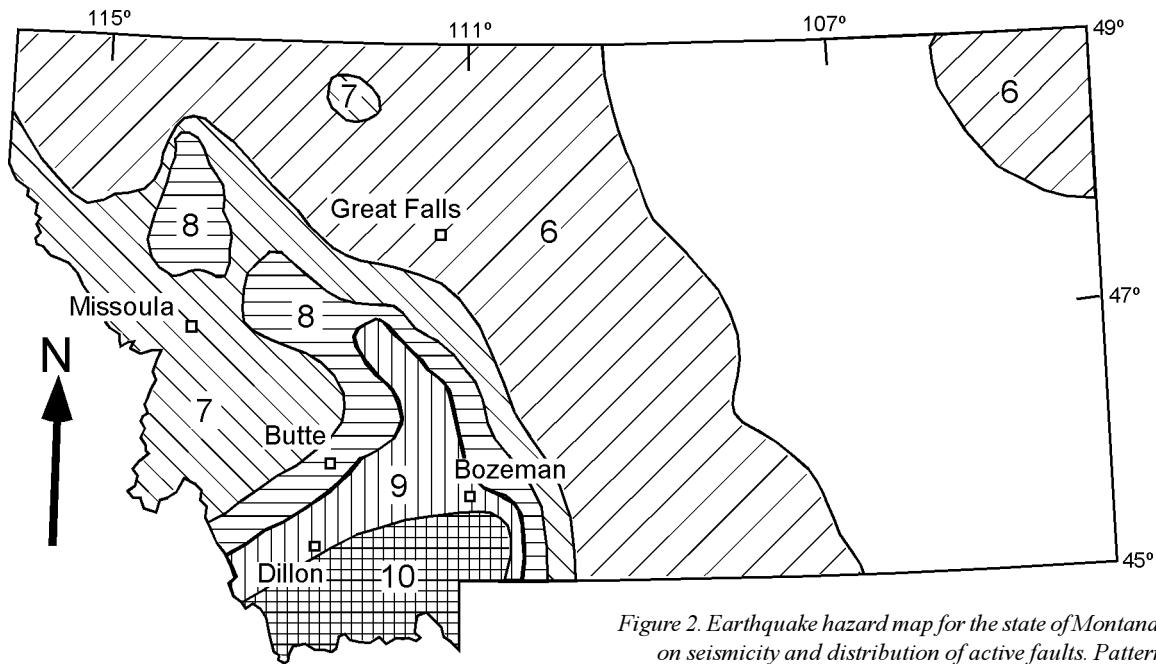 115º
111º
107º
49º
7
6
8
Great Falls
6
Missoula
8
47º
N
7
Butte
Bozeman
9
Dillon
10
45º
Figure 2. Earthquake hazard map for the state of Montana
on seismicity and distribution of active faults. Pattern